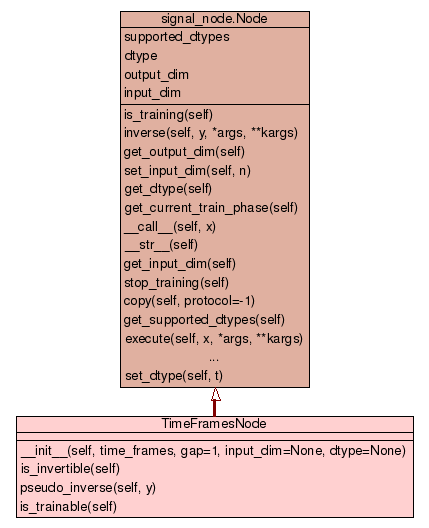 signal_node.Node
supported_dtypes
dtype
output_dim
input_dim
is_training(self)
inverse(self, y, *args, **kargs)
get_output_dim(self)
set_input_dim(self, n)
get_dtype(self)
get_current_train_phase(self)
__call__(self, x)
__str__(self)
get_input_dim(self)
stop_training(self)
copy(self, protocol=-1)
get_supported_dtypes(self)
execute(self, x, *args, **kargs)
...
set_dtype(self, t)
TimeFramesNode
__init__(self, time_frames, gap=1, input_dim=None, dtype=None)
is_invertible(self)
pseudo_inverse(self, y)
is_trainable(self)